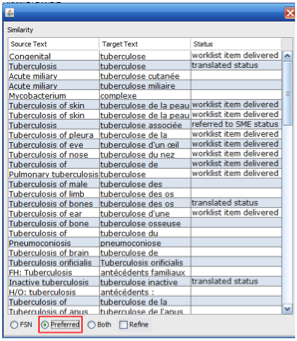 Similarity
Source Text Target Text Status
Congenital tuberculose worklist item delivered
Tuberculosis tuberculose translated status
Acute miliary tuberculose cutanée
Acute miliary tuberculose miliaire
Mycobacterium complexe
Tuberculosis of skin tuberculose de la peau worklist item delivered
Tuberculosis of skin tuberculose de la peau worklist item delivered
Tuberculosis tuberculose associée referred to SME status
Tuberculosis of pleura tuberculose de la worklist item delivered
Tuberculosis of eye tuberculose d'un œil worklist item delivered
Tuberculosis of nose tuberculose du nez worklist item delivered
Tuberculosis of tuberculose de worklist item delivered
Pulmonary tuberculosis tuberculose worklist item delivered
Tuberculosis of male tuberculose des
Tuberculosis of limb tuberculose des os
Tuberculosis of bones tuberculose des os translated status
Tuberculosis of ear tuberculose d'une worklist item delivered
Tuberculosis of bone tuberculose osseuse
Tuberculosis of tuberculose du
Pneumoconiosis pneumoconiose
Tuberculosis of brain tuberculose de
Tuberculosis orificialis Tuberculosis orificialis
FH: Tuberculosis antécédents familiaux
Inactive tuberculosis tuberculose inactive translated status
H/O: tuberculosis antécédents :
Tuberculosis of tuberculose de la
Tuberculosis of anus tuberculose de l'anus
FSN Preferred Both Refine